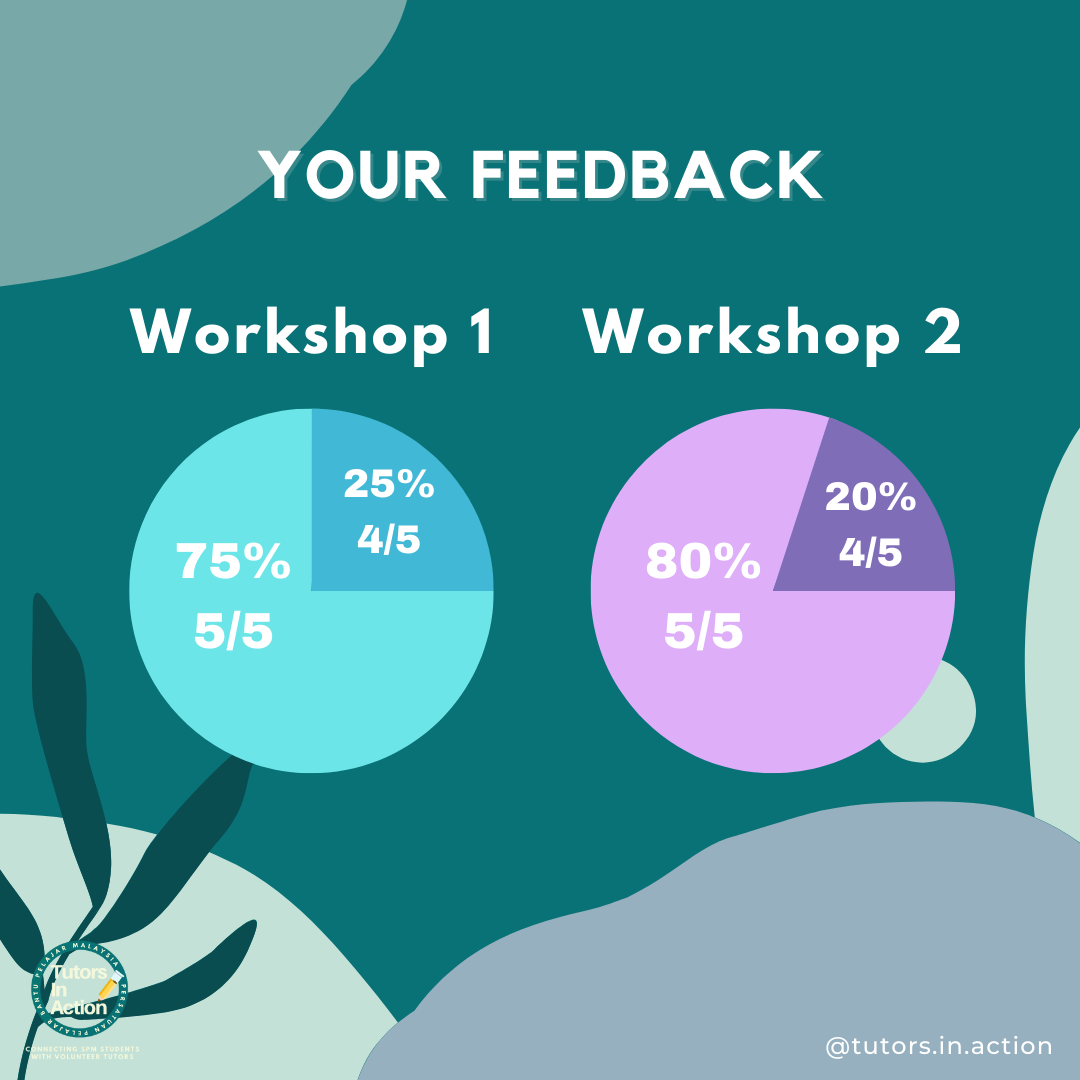 YOUR FEEDBACK
Workshop 1
Workshop 2
25%
4/5
75%
5/5
20%
4/5
80%
5/5
BANTU PELAJAR MALAYSIA
PERSATUAN PELAJAR
Tutors
In
Action
CONNECTING SPM STUDENTS
WITH VOLUNTEER TUTORS
@tutors.in.action